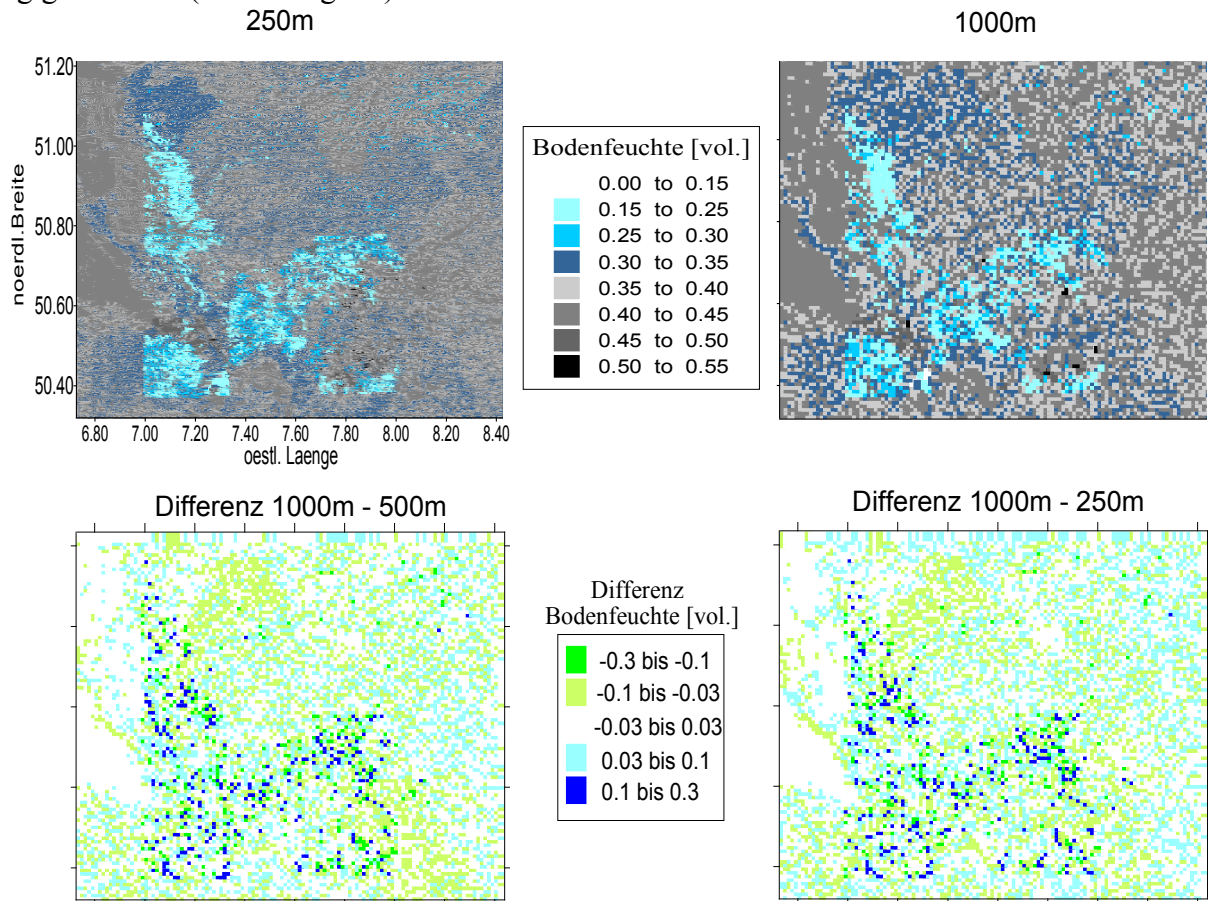 250m
1000m
51.20
51.00
50.80
50.60
50.40
noerdl.Breite
6.80 7.00 7.20 7.40 7.60 7.80 8.00 8.20 8.40
oestl. Laenge
Bodenfeuchte [vol.]
0.00 to 0.15
0.15 to 0.25
0.25 to 0.30
0.30 to 0.35
0.35 to 0.40
0.40 to 0.45
0.45 to 0.50
0.50 to 0.55
Differenz 1000m - 500m
Differenz 1000m - 250m
Differenz
Bodenfeuchte [vol.]
-0.3 bis -0.1
-0.1 bis -0.03
-0.03 bis 0.03
0.03 bis 0.1
0.1 bis 0.3